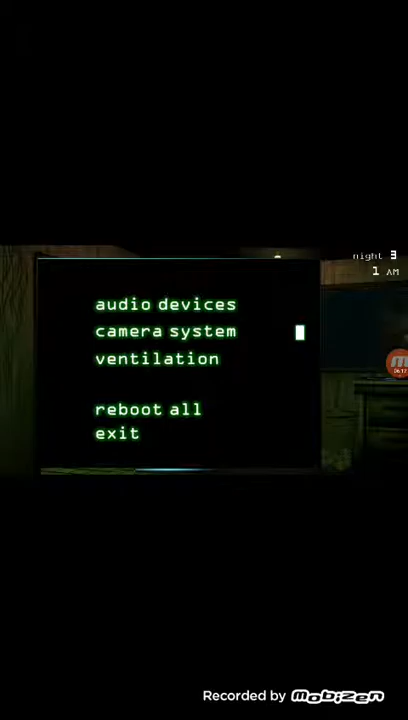 night 3
1 AM
audio devices
camera system
ventilation
reboot all
exit
Recorded by mobizen